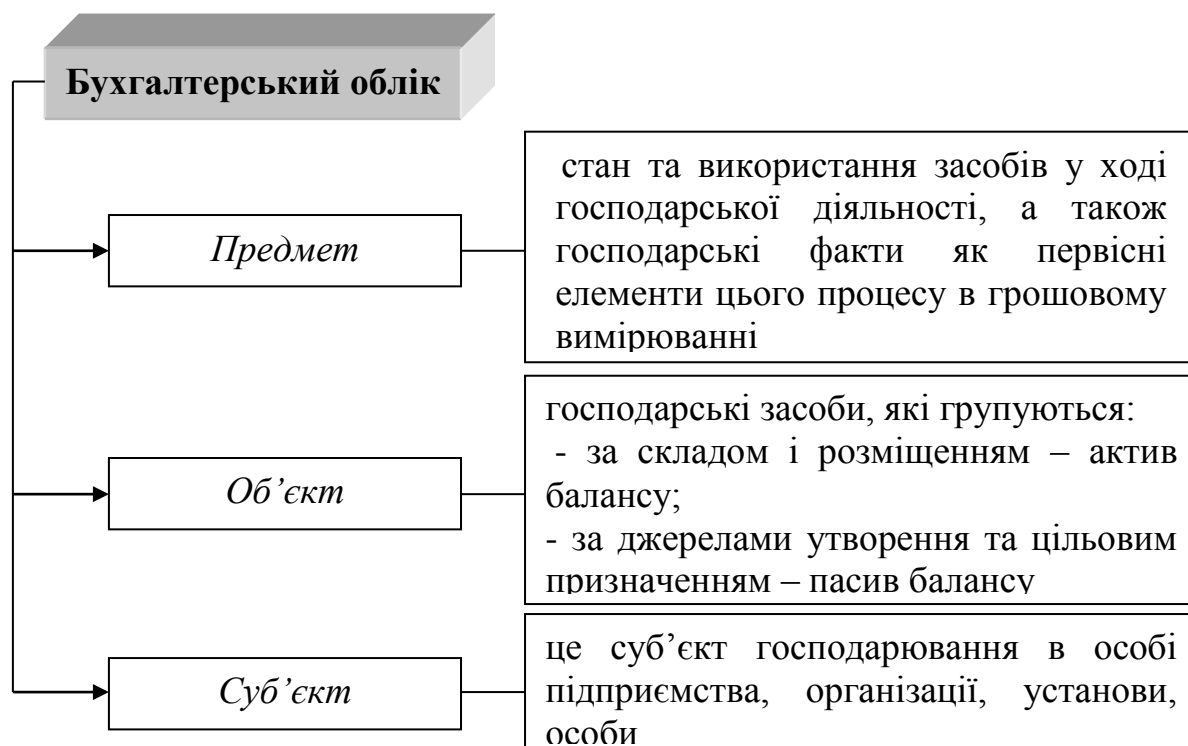 Бухгалтерський облік
Предмет
стан та використання засобів у ході
господарської діяльності, а також
господарські факти як первісні
елементи цього процесу в грошовому
вимірюванні
Об’єкт
господарські засоби, які групуються:
- за складом і розміщенням – актив
балансу;
- за джерелами утворення та цільовим
призначенням – пасив балансу
Суб’єкт
це суб’єкт господарювання в особі
підприємства, організації, установи,
особи